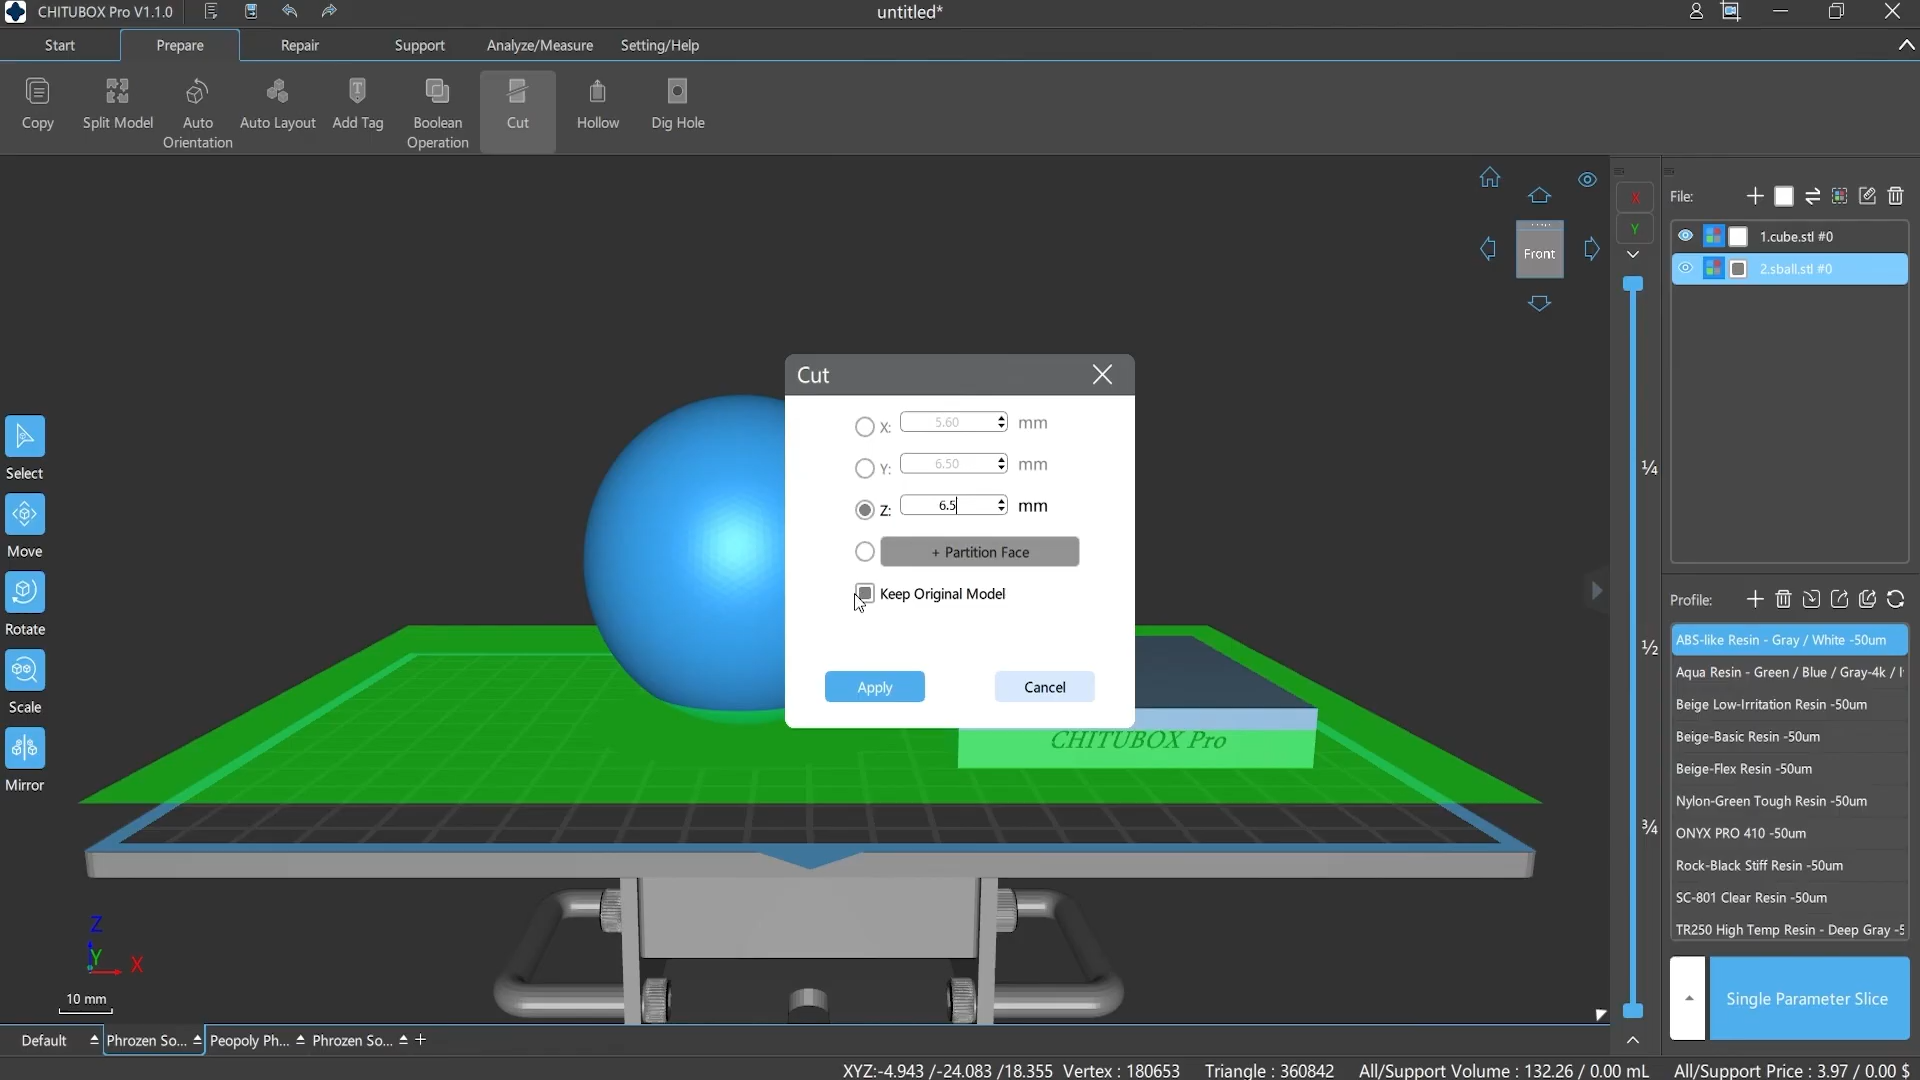 CHITUBOX Pro V1.1.0
untitled*
Start
Prepare
Repair
Support
Analyze/Measure
Setting/Help
Copy
Split Model
Auto
Orientation
Auto Layout
Add Tag
Boolean
Operation
Cut
Hollow
Dig Hole
Front
X
Y
File:
1.cube.stl #0
2.sball.stl #0
Cut
X: 5.60 mm
Y: 6.50 mm
Z: 6.5 mm
+ Partition Face
Keep Original Model
Apply
Cancel
Select
Move
Rotate
Scale
Mirror
CHITUBOX Pro
¼
½
¾
Profile:
ABS-like Resin - Gray / White -50um
Aqua Resin - Green / Blue / Gray-4k /
Beige Low-Irritation Resin -50um
Beige-Basic Resin -50um
Beige-Flex Resin -50um
Nylon-Green Tough Resin -50um
ONYX PRO 410 -50um
Rock-Black Stiff Resin -50um
SC-801 Clear Resin -50um
TR250 High Temp Resin - Deep Gray -5
Single Parameter Slice
Z
Y
X
10 mm
Default
Phrozen So...
Peopoly Ph...
Phrozen So...
+
XYZ:-4.943 /-24.083 /18.355 Vertex : 180653 Triangle : 360842 All/Support Volume : 132.26 / 0.00 mL All/Support Price : 3.97 / 0.00 $